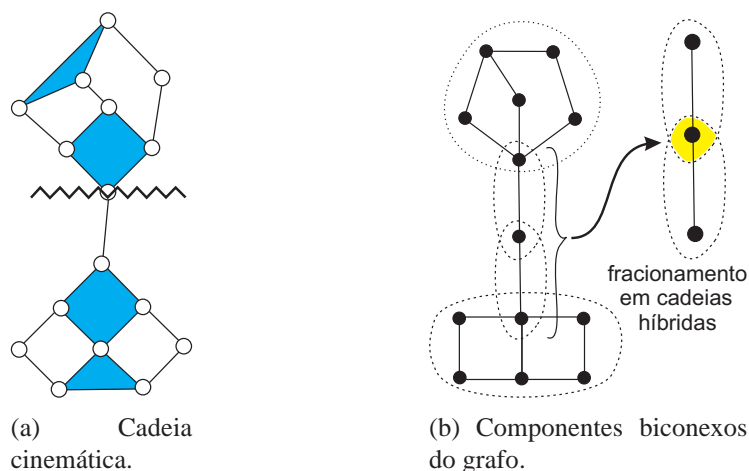 fracionamento
em cadeias
híbridas
(a) Cadeia
cinemática.
(b) Componentes biconexos
do grafo.